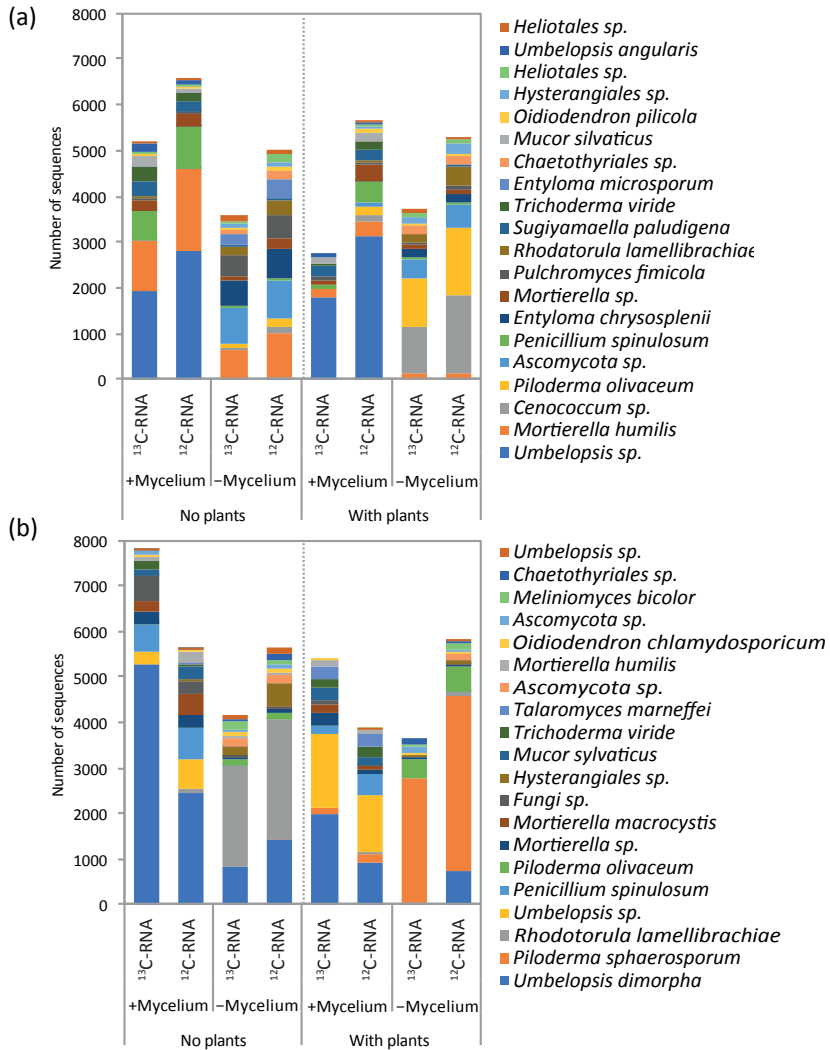 (a)
8000
7000
6000
5000
4000
3000
2000
1000
0
Number of sequences
13C-RNA
12C-RNA
13C-RNA
12C-RNA
13C-RNA
12C-RNA
13C-RNA
12C-RNA
+Mycelium
−Mycelium
+Mycelium
−Mycelium
No plants
With plants
Heliotales sp.
Umbelopsis angularis
Heliotales sp.
Hysterangiales sp.
Oidiodendron pilicola
Mucor silvaticus
Chaetothyriales sp.
Entyloma microsporum
Trichoderma viride
Sugiyamaella paludigena
Rhodatorula lamellibrachiae
Pulchromyces fimicola
Mortierella sp.
Entyloma chrysosplenii
Penicillium spinulosum
Ascomycota sp.
Piloderma olivaceum
Cenococcum sp.
Mortierella humilis
Umbelopsis sp.
(b)
8000
7000
6000
5000
4000
3000
2000
1000
0
Number of sequences
13C-RNA
12C-RNA
13C-RNA
12C-RNA
13C-RNA
12C-RNA
13C-RNA
12C-RNA
+Mycelium
−Mycelium
+Mycelium
−Mycelium
No plants
With plants
Umbelopsis sp.
Chaetothyriales sp.
Meliniomyces bicolor
Ascomycota sp.
Oidiodendron chlamydosporicum
Mortierella humilis
Ascomycota sp.
Talaromyces marneffei
Trichoderma viride
Mucor sylvaticus
Hysterangiales sp.
Fungi sp.
Mortierella macrocystis
Mortierella sp.
Piloderma olivaceum
Penicillium spinulosum
Umbelopsis sp.
Rhodotorula lamellibrachiae
Piloderma sphaerosporum
Umbelopsis dimorpha